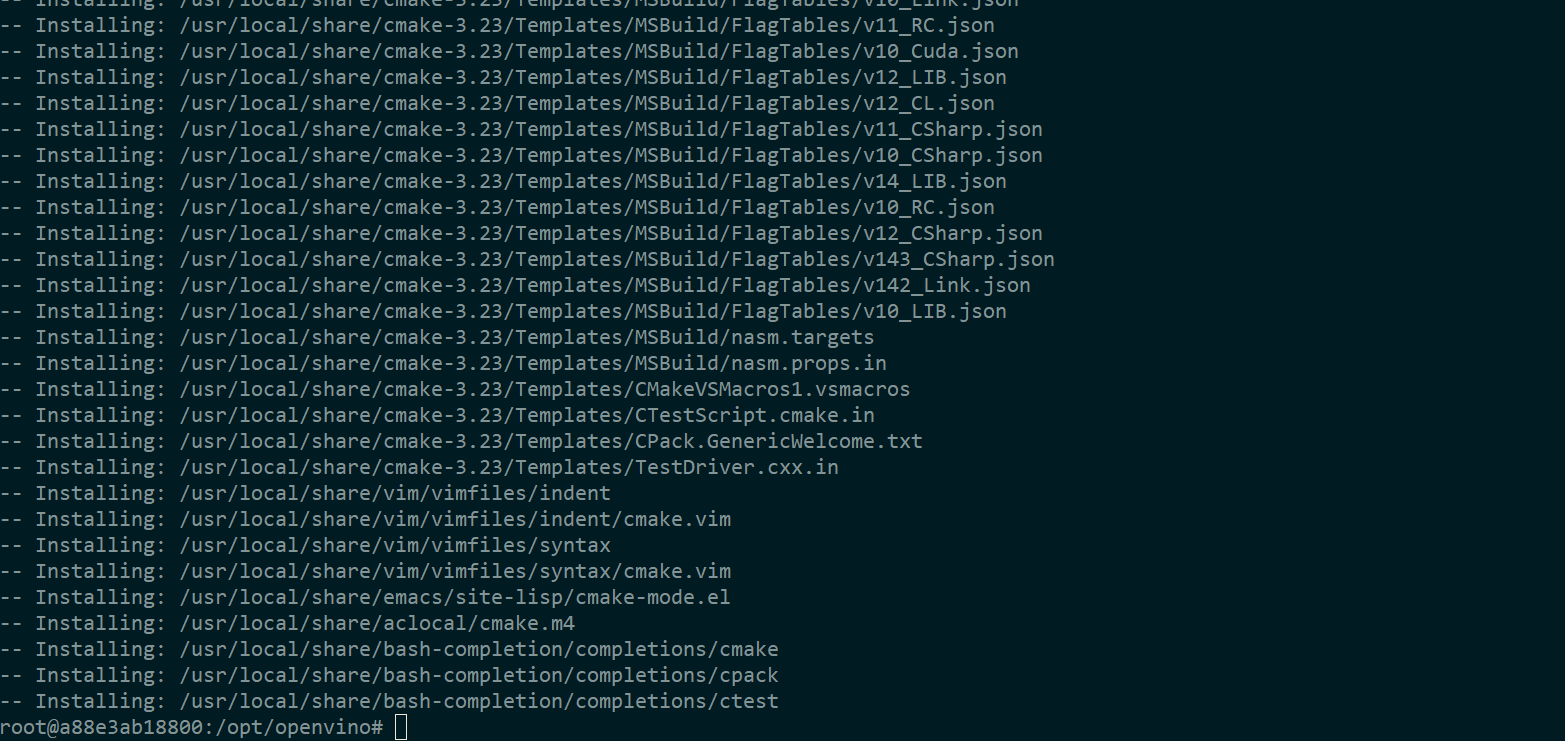 -- Installing: /usr/local/share/cmake-3.23/Templates/MSBuild/FlagTables/v10_Link.json
-- Installing: /usr/local/share/cmake-3.23/Templates/MSBuild/FlagTables/v11_RC.json
-- Installing: /usr/local/share/cmake-3.23/Templates/MSBuild/FlagTables/v10_Cuda.json
-- Installing: /usr/local/share/cmake-3.23/Templates/MSBuild/FlagTables/v12_LIB.json
-- Installing: /usr/local/share/cmake-3.23/Templates/MSBuild/FlagTables/v12_CL.json
-- Installing: /usr/local/share/cmake-3.23/Templates/MSBuild/FlagTables/v11_CSharp.json
-- Installing: /usr/local/share/cmake-3.23/Templates/MSBuild/FlagTables/v10_CSharp.json
-- Installing: /usr/local/share/cmake-3.23/Templates/MSBuild/FlagTables/v14_LIB.json
-- Installing: /usr/local/share/cmake-3.23/Templates/MSBuild/FlagTables/v10_RC.json
-- Installing: /usr/local/share/cmake-3.23/Templates/MSBuild/FlagTables/v12_CSharp.json
-- Installing: /usr/local/share/cmake-3.23/Templates/MSBuild/FlagTables/v143_CSharp.json
-- Installing: /usr/local/share/cmake-3.23/Templates/MSBuild/FlagTables/v142_Link.json
-- Installing: /usr/local/share/cmake-3.23/Templates/MSBuild/FlagTables/v10_LIB.json
-- Installing: /usr/local/share/cmake-3.23/Templates/MSBuild/nasm.targets
-- Installing: /usr/local/share/cmake-3.23/Templates/MSBuild/nasm.props.in
-- Installing: /usr/local/share/cmake-3.23/Templates/CMakeVSMacros1.vsmacros
-- Installing: /usr/local/share/cmake-3.23/Templates/CTestScript.cmake.in
-- Installing: /usr/local/share/cmake-3.23/Templates/CPack.GenericWelcome.txt
-- Installing: /usr/local/share/cmake-3.23/Templates/TestDriver.cxx.in
-- Installing: /usr/local/share/vim/vimfiles/indent
-- Installing: /usr/local/share/vim/vimfiles/indent/cmake.vim
-- Installing: /usr/local/share/vim/vimfiles/syntax
-- Installing: /usr/local/share/vim/vimfiles/syntax/cmake.vim
-- Installing: /usr/local/share/emacs/site-lisp/cmake-mode.el
-- Installing: /usr/local/share/aclocal/cmake.m4
-- Installing: /usr/local/share/bash-completion/completions/cmake
-- Installing: /usr/local/share/bash-completion/completions/cpack
-- Installing: /usr/local/share/bash-completion/completions/ctest
root@a88e3ab18800:/opt/openvino#